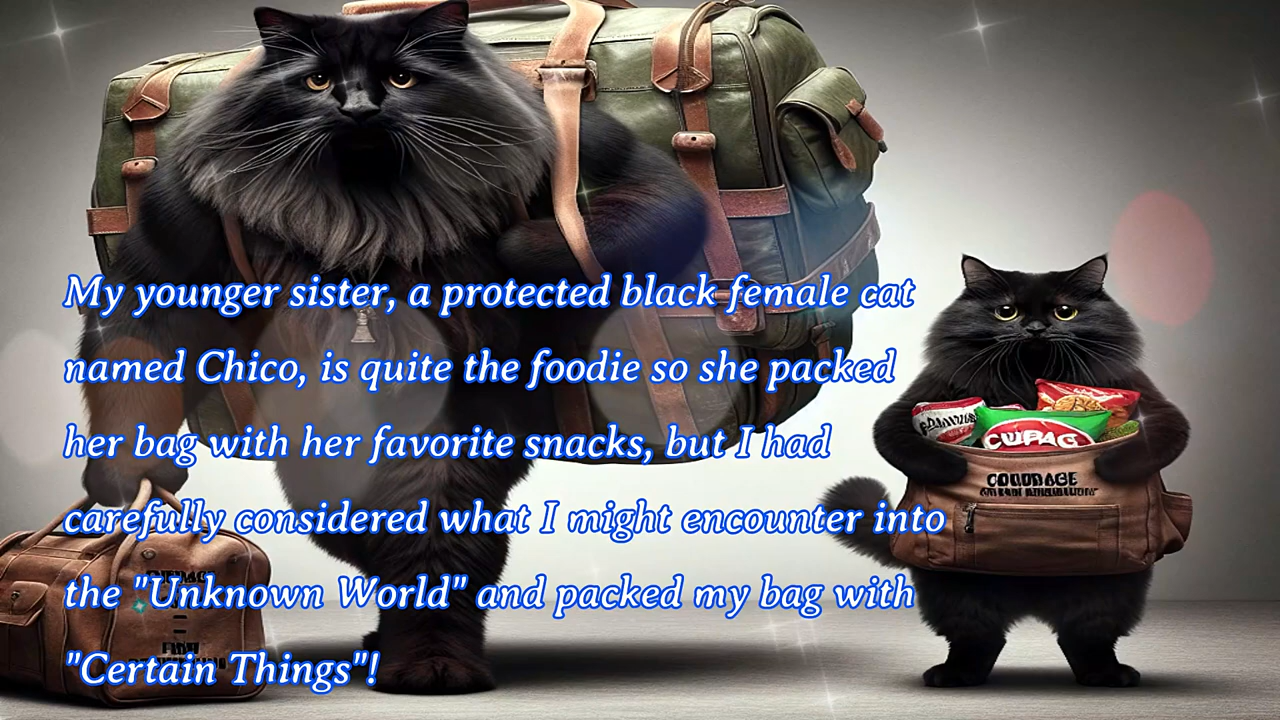 My younger sister, a protected black female cat
named Chico, is quite the foodie so she packed
her bag with her favorite snacks, but I had
carefully considered what I might encounter into
the "Unknown World" and packed my bag with
"Certain Things"!
CUPAG
COUDRAGE